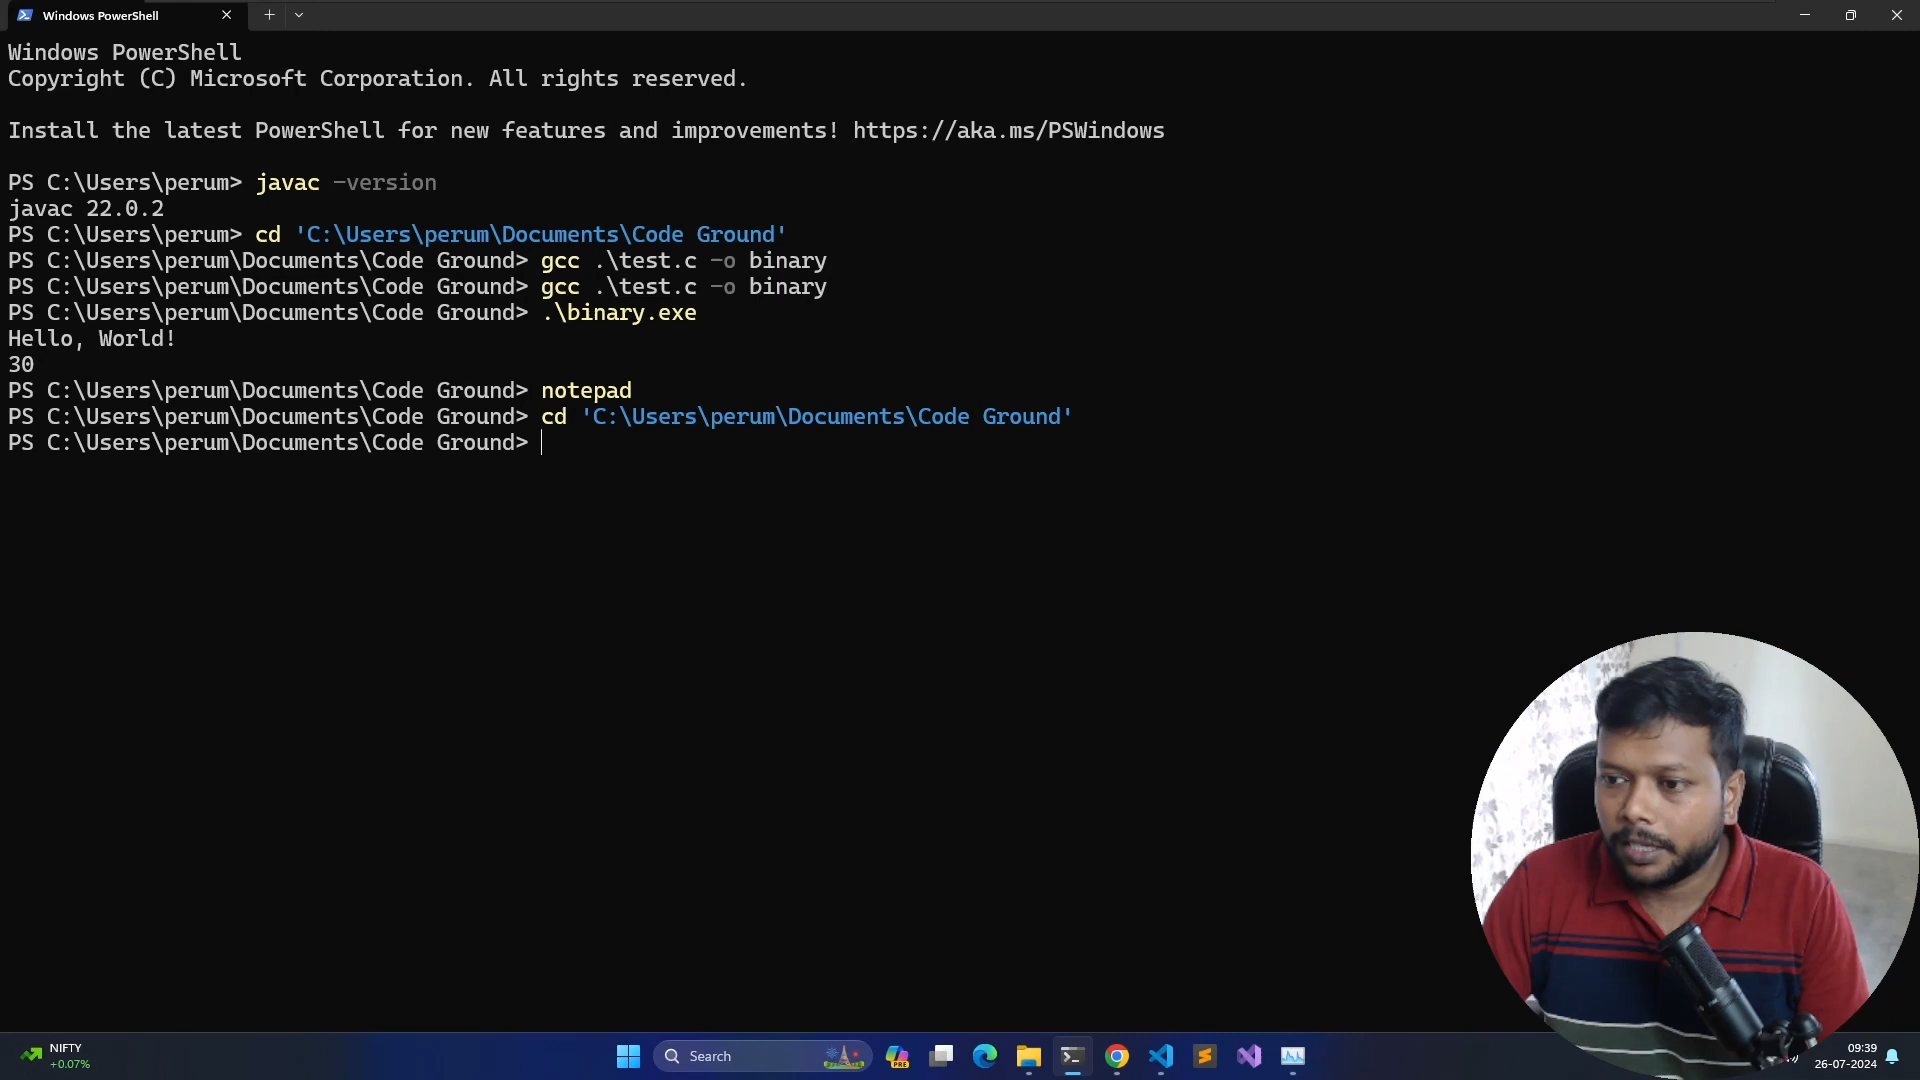 Windows PowerShell
Windows PowerShell
Copyright (C) Microsoft Corporation. All rights reserved.
Install the latest PowerShell for new features and improvements! https://aka.ms/PSWindows
PS C:\Users\perum> javac -version
javac 22.0.2
PS C:\Users\perum> cd 'C:\Users\perum\Documents\Code Ground'
PS C:\Users\perum\Documents\Code Ground> gcc .\test.c -o binary
PS C:\Users\perum\Documents\Code Ground> gcc .\test.c -o binary
PS C:\Users\perum\Documents\Code Ground> .\binary.exe
Hello, World!
30
PS C:\Users\perum\Documents\Code Ground> notepad
PS C:\Users\perum\Documents\Code Ground> cd 'C:\Users\perum\Documents\Code Ground'
PS C:\Users\perum\Documents\Code Ground>
NIFTY
+0.07%
Search
PRE
09:39
26-07-2024